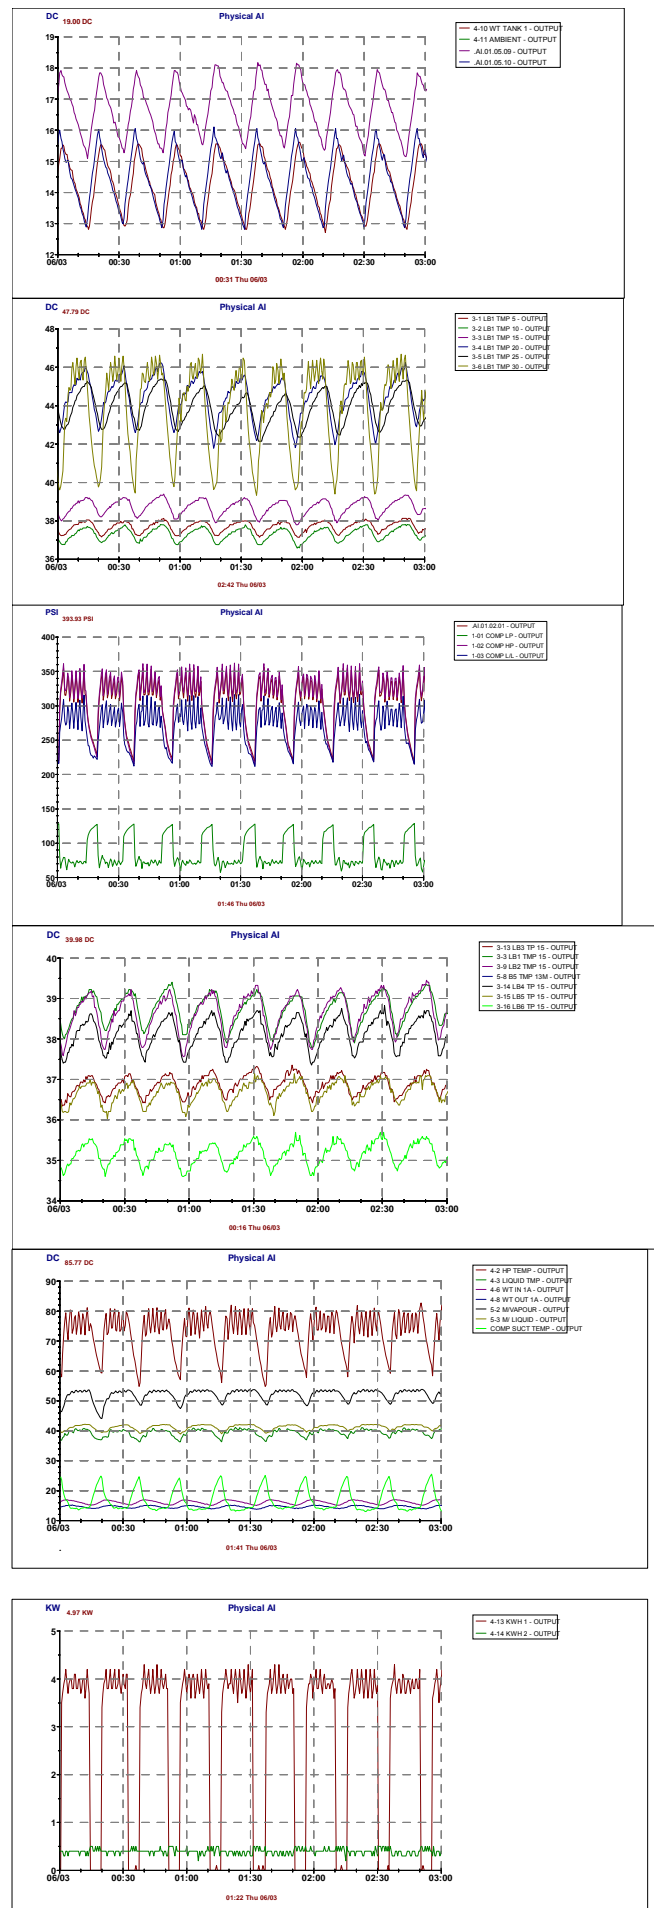 DC 19.00 DC Physical AI
4-10 WT TANK 1 - OUTPUT
4-11 AMBIENT - OUTPUT
.AI.01.05.09 - OUTPUT
.AI.01.05.10 - OUTPUT
19
18
17
16
15
14
13
12
06/03 00:30 01:00 01:30 02:00 02:30 03:00
00:31 Thu 06/03
DC 47.79 DC Physical AI
3-1 LB1 TMP 5 - OUTPUT
3-2 LB1 TMP 10 - OUTPUT
3-3 LB1 TMP 15 - OUTPUT
3-4 LB1 TMP 20 - OUTPUT
3-5 LB1 TMP 25 - OUTPUT
3-6 LB1 TMP 30 - OUTPUT
48
46
44
42
40
38
36
06/03 00:30 01:00 01:30 02:00 02:30 03:00
02:42 Thu 06/03
PSI 393.93 PSI Physical AI
.AI.01.02.01 - OUTPUT
1-01 COMP LP - OUTPUT
1-02 COMP HP - OUTPUT
1-03 COMP L/L - OUTPUT
400
350
300
250
200
150
100
50
06/03 00:30 01:00 01:30 02:00 02:30 03:00
01:46 Thu 06/03
DC 39.98 DC Physical AI
3-13 LB3 TP 15 - OUTPUT
3-3 LB1 TMP 15 - OUTPUT
3-9 LB2 TMP 15 - OUTPUT
5-8 B5 TMP 13M - OUTPUT
3-14 LB4 TP 15 - OUTPUT
3-15 LB5 TP 15 - OUTPUT
3-16 LB6 TP 15 - OUTPUT
40
39
38
37
36
35
34
06/03 00:30 01:00 01:30 02:00 02:30 03:00
00:16 Thu 06/03
DC 85.77 DC Physical AI
4-2 HP TEMP - OUTPUT
4-3 LIQUID TMP - OUTPUT
4-6 WT IN 1A - OUTPUT
4-8 WT OUT 1A - OUTPUT
5-2 M/VAPOUR - OUTPUT
5-3 M/ LIQUID - OUTPUT
COMP SUCT TEMP - OUTPUT
90
80
70
60
50
40
30
20
10
06/03 00:30 01:00 01:30 02:00 02:30 03:00
01:41 Thu 06/03
KW 4.97 KW Physical AI
4-13 KWH 1 - OUTPUT
4-14 KWH 2 - OUTPUT
5
4
3
2
1
0
06/03 00:30 01:00 01:30 02:00 02:30 03:00
01:22 Thu 06/03